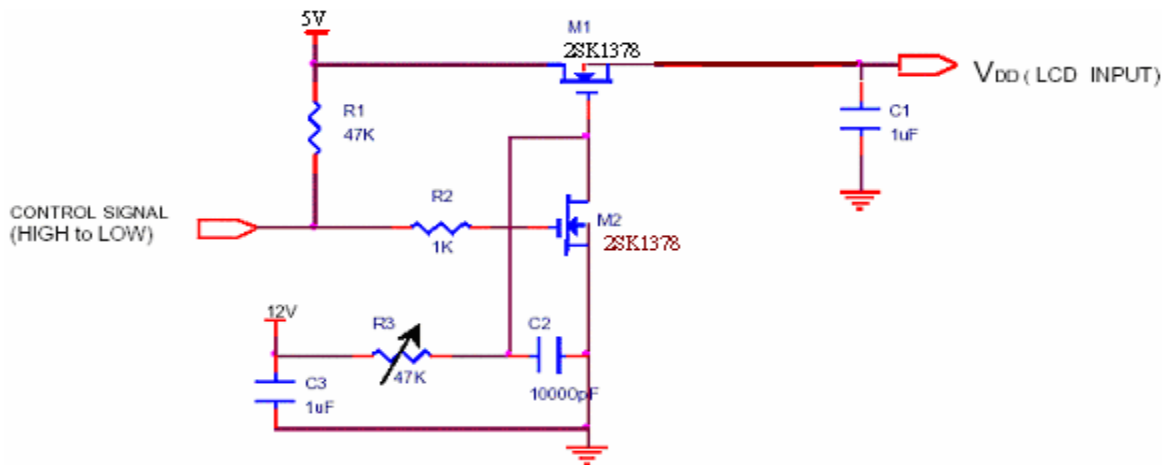 5V
M1
2SK1378
V_DD ( LCD INPUT)
R1
47K
C1
1uF
R2
1K
CONTROL SIGNAL
(HIGH to LOW)
M2
2SK1378
12V
R3
47K
C2
10000pF
C3
1uF